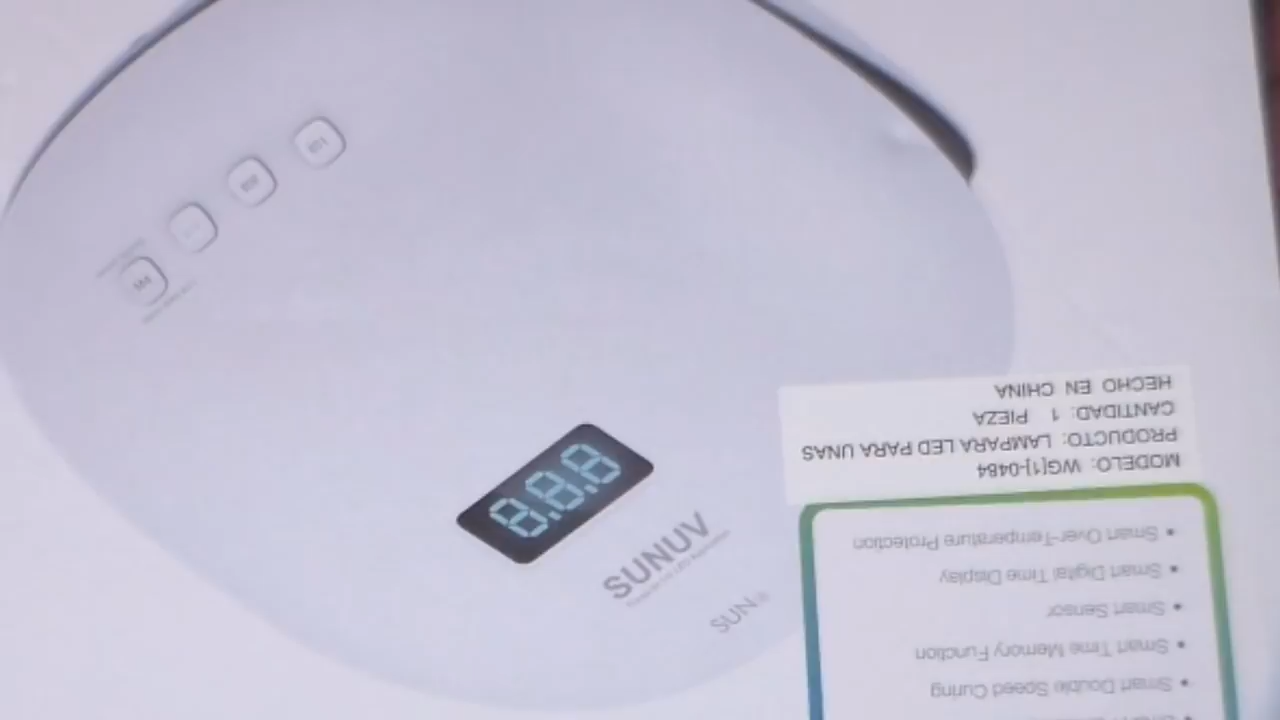 8.8.8
SUNUV
SUN
MODELO: WG(1)-0484
PRODUCTO: LAMPARA LED PARA UNAS
CANTIDAD: 1 PIEZA
HECHO EN CHINA
• Smart Double Speed Curing
• Smart Time Memory Function
• Smart Sensor
• Smart Digital Time Display
• Smart Over-Temperature Protection